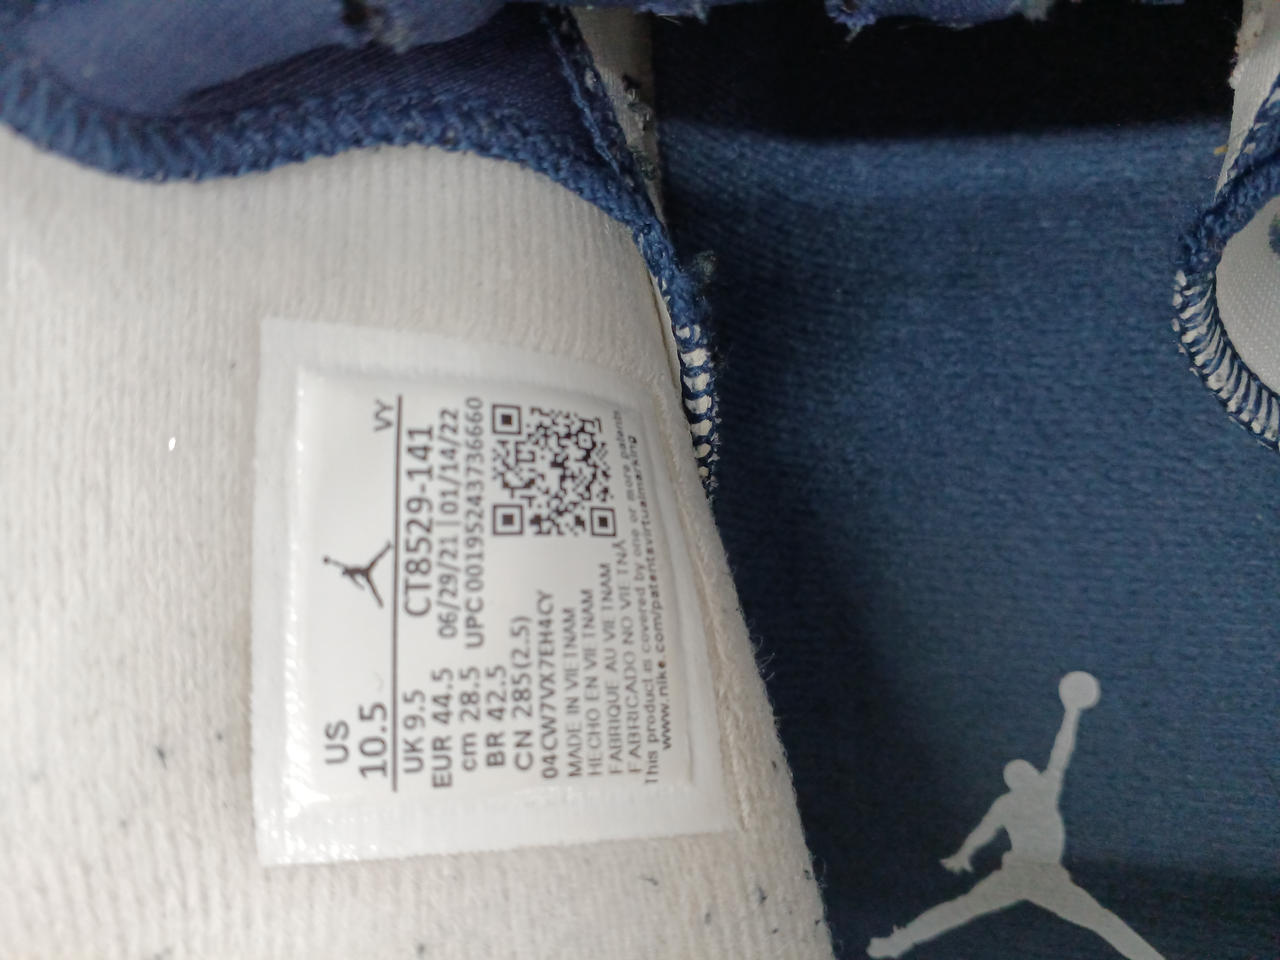 US VY
10.5
UK 9.5 CT8529-141
EUR 44.5 06/29/21 | 01/14/22
cm 28.5 UPC 00195243736660
BR 42.5
CN 285(2.5)
04CW7VX7EH4CY
MADE IN VIETNAM
HECHO EN VIETNAM
FABRIQUE AU VIETNAM
FABRICADO NO VIETNÃ
This product is covered by one or more patents
www.nike.com/patentsvirtualmarking